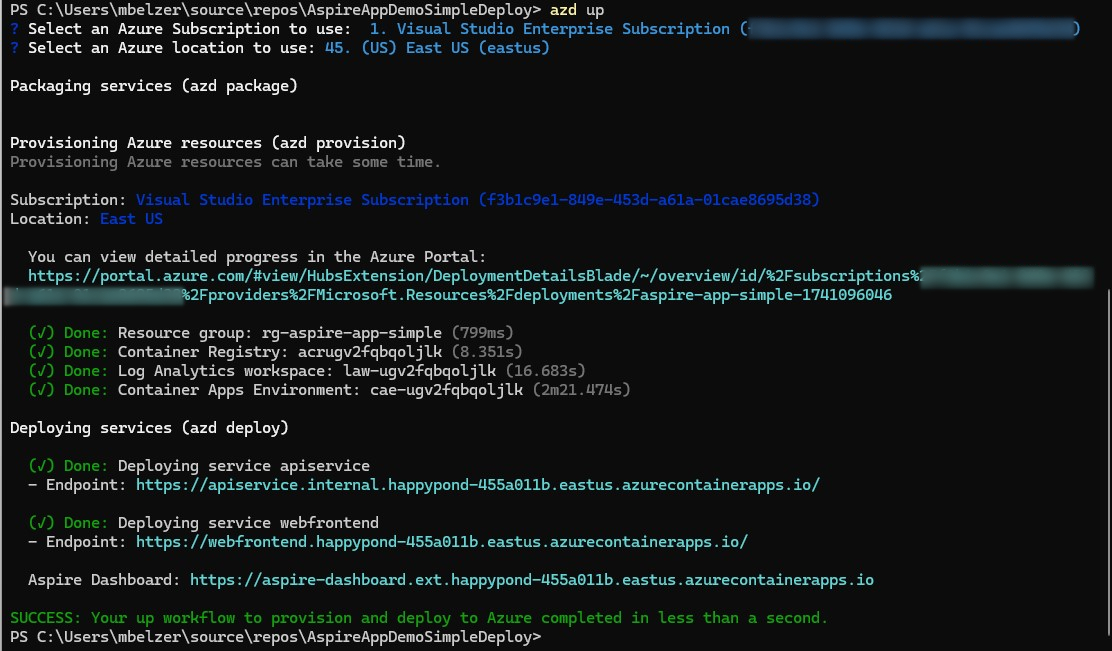 PS C:\Users\mbelzer\source\repos\AspireAppDemoSimpleDeploy> azd up
? Select an Azure Subscription to use:  1. Visual Studio Enterprise Subscription ( )
? Select an Azure location to use: 45. (US) East US (eastus)
Packaging services (azd package)
Provisioning Azure resources (azd provision)
Provisioning Azure resources can take some time.
Subscription: Visual Studio Enterprise Subscription (f3b1c9e1-849e-453d-a61a-01cae8695d38)
Location: East US
You can view detailed progress in the Azure Portal:
https://portal.azure.com/#view/HubsExtension/DeploymentDetailsBlade/~/overview/id/%2Fsubscriptions%
%2Fproviders%2FMicrosoft.Resources%2Fdeployments%2Faspire-app-simple-1741096046
(√) Done: Resource group: rg-aspire-app-simple (799ms)
(√) Done: Container Registry: acrugv2fqbqoljlk (8.351s)
(√) Done: Log Analytics workspace: law-ugv2fqbqoljlk (16.683s)
(√) Done: Container Apps Environment: cae-ugv2fqbqoljlk (2m21.474s)
Deploying services (azd deploy)
(√) Done: Deploying service apiservice
- Endpoint: https://apiservice.internal.happypond-455a011b.eastus.azurecontainerapps.io/
(√) Done: Deploying service webfrontend
- Endpoint: https://webfrontend.happypond-455a011b.eastus.azurecontainerapps.io/
Aspire Dashboard: https://aspire-dashboard.ext.happypond-455a011b.eastus.azurecontainerapps.io
SUCCESS: Your up workflow to provision and deploy to Azure completed in less than a second.
PS C:\Users\mbelzer\source\repos\AspireAppDemoSimpleDeploy>